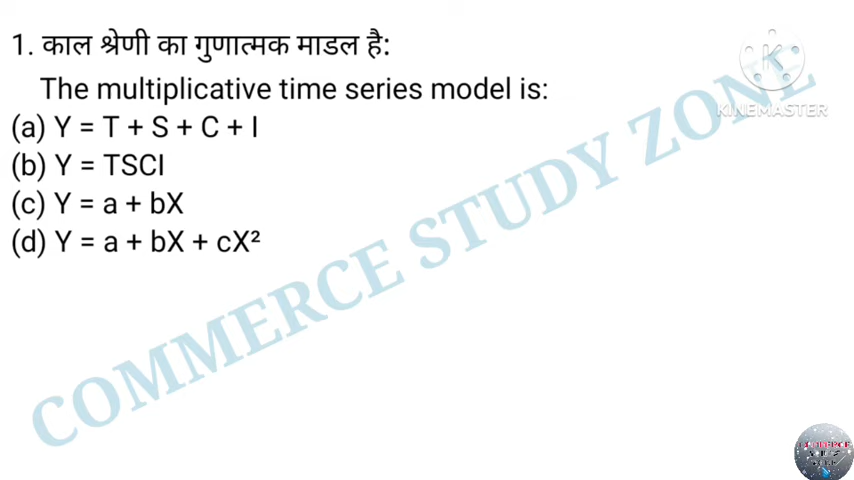 1. काल श्रेणी का गुणात्मक माडल है:
The multiplicative time series model is:
(a) Y = T + S + C + I
(b) Y = TSCI
(c) Y = a + bX
(d) Y = a + bX + cX²
COMMERCE STUDY ZONE
K
KINEMASTER